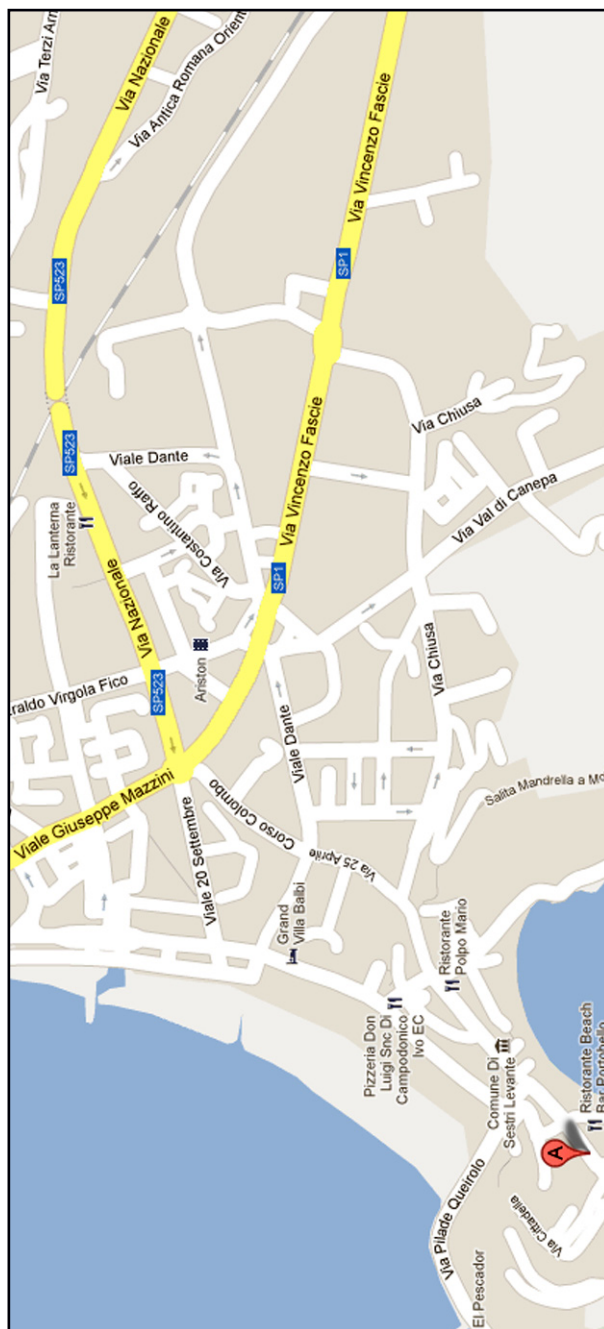 Via Terzi Arm
Via Nazionale
Via Antica Romana Orient
Via Vincenzo Fascie
SP523
SP1
SP523
Viale Dante
Via Chiusa
La Lanterna
Ristorante
Via Costantino Raffo
Via Vincenzo Fascie
Via Val di Canepa
SP1
Via Nazionale
Ariston
raldo Virgola Fico
SP523
Via Chiusa
Viale Giuseppe Mazzini
Viale Dante
Salita Mandrella a Mo
Corso Colombo
Viale 20 Settembre
Via 25 Aprile
Grand
Villa Balbi
Ristorante
Polpo Mario
Pizzeria Don
Luigi Snc Di
Campodonico
Ivo EC
Comune Di
Sestri Levante
Ristorante Beach
Bar Portobello
A
Via Pilade Queirolo
Via Cittadella
El Pescador